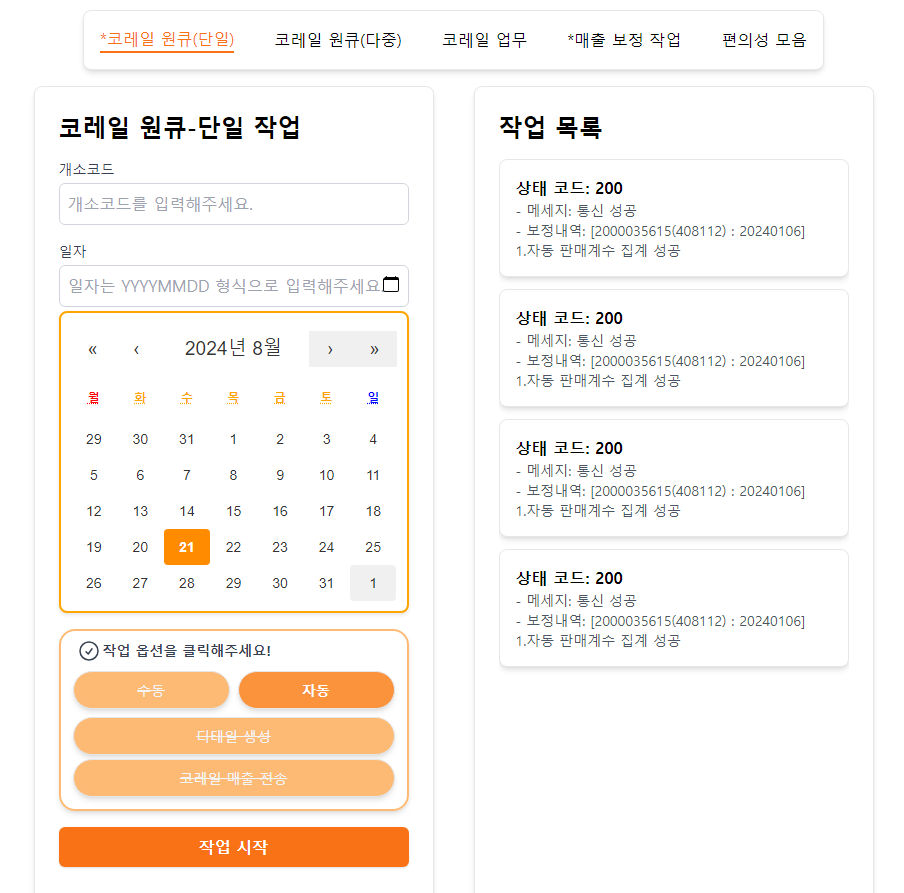 *코레일 원큐(단일) 코레일 원큐(다중) 코레일 업무 *매출 보정 작업 편의성 모음
코레일 원큐-단일 작업
개소코드
개소코드를 입력해주세요.
일자
일자는 YYYYMMDD 형식으로 입력해주세요.
« ‹ 2024년 8월 › »
월 화 수 목 금 토 일
29 30 31 1 2 3 4
5 6 7 8 9 10 11
12 13 14 15 16 17 18
19 20 21 22 23 24 25
26 27 28 29 30 31 1
작업 옵션을 클릭해주세요!
수동 자동
디테일 생성
코레일 매출 전송
작업 시작
작업 목록
상태 코드: 200
- 메세지: 통신 성공
- 보정내역: [2000035615(408112) : 20240106]
1.자동 판매계수 집계 성공
상태 코드: 200
- 메세지: 통신 성공
- 보정내역: [2000035615(408112) : 20240106]
1.자동 판매계수 집계 성공
상태 코드: 200
- 메세지: 통신 성공
- 보정내역: [2000035615(408112) : 20240106]
1.자동 판매계수 집계 성공
상태 코드: 200
- 메세지: 통신 성공
- 보정내역: [2000035615(408112) : 20240106]
1.자동 판매계수 집계 성공